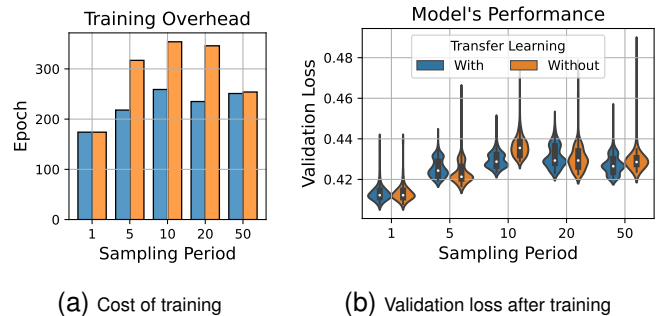 Training Overhead
Epoch
300
200
100
0
1 5 10 20 50
Sampling Period
(a) Cost of training
Model's Performance
Transfer Learning
With Without
Validation Loss
0.48
0.46
0.44
0.42
1 5 10 20 50
Sampling Period
(b) Validation loss after training